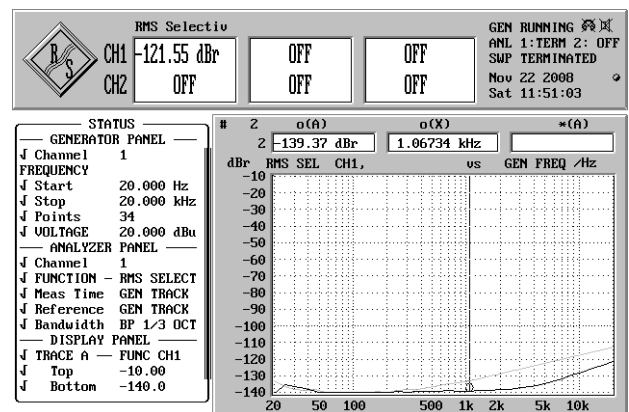 RMS Selectiv
R S
CH1 -121.55 dBr OFF OFF
CH2 OFF OFF OFF
GEN RUNNING
ANL 1:TERM 2: OFF
SWP TERMINATED
Nov 22 2008
Sat 11:51:03
STATUS
GENERATOR PANEL
Channel 1
FREQUENCY
Start 20.000 Hz
Stop 20.000 kHz
Points 34
VOLTAGE 20.000 dBu
ANALYZER PANEL
Channel 1
FUNCTION - RMS SELECT
Meas Time GEN TRACK
Reference GEN TRACK
Bandwidth BP 1/3 OCT
DISPLAY PANEL
TRACE A — FUNC CH1
Top -10.00
Bottom -140.0
# 2 o(A) o(X) *(A)
2 -139.37 dBr 1.06734 kHz
dBr RMS SEL CH1, vs GEN FREQ /Hz
-10
-20
-30
-40
-50
-60
-70
-80
-90
-100
-110
-120
-130
-140
20 50 100 500 1k 2k 5k 10k